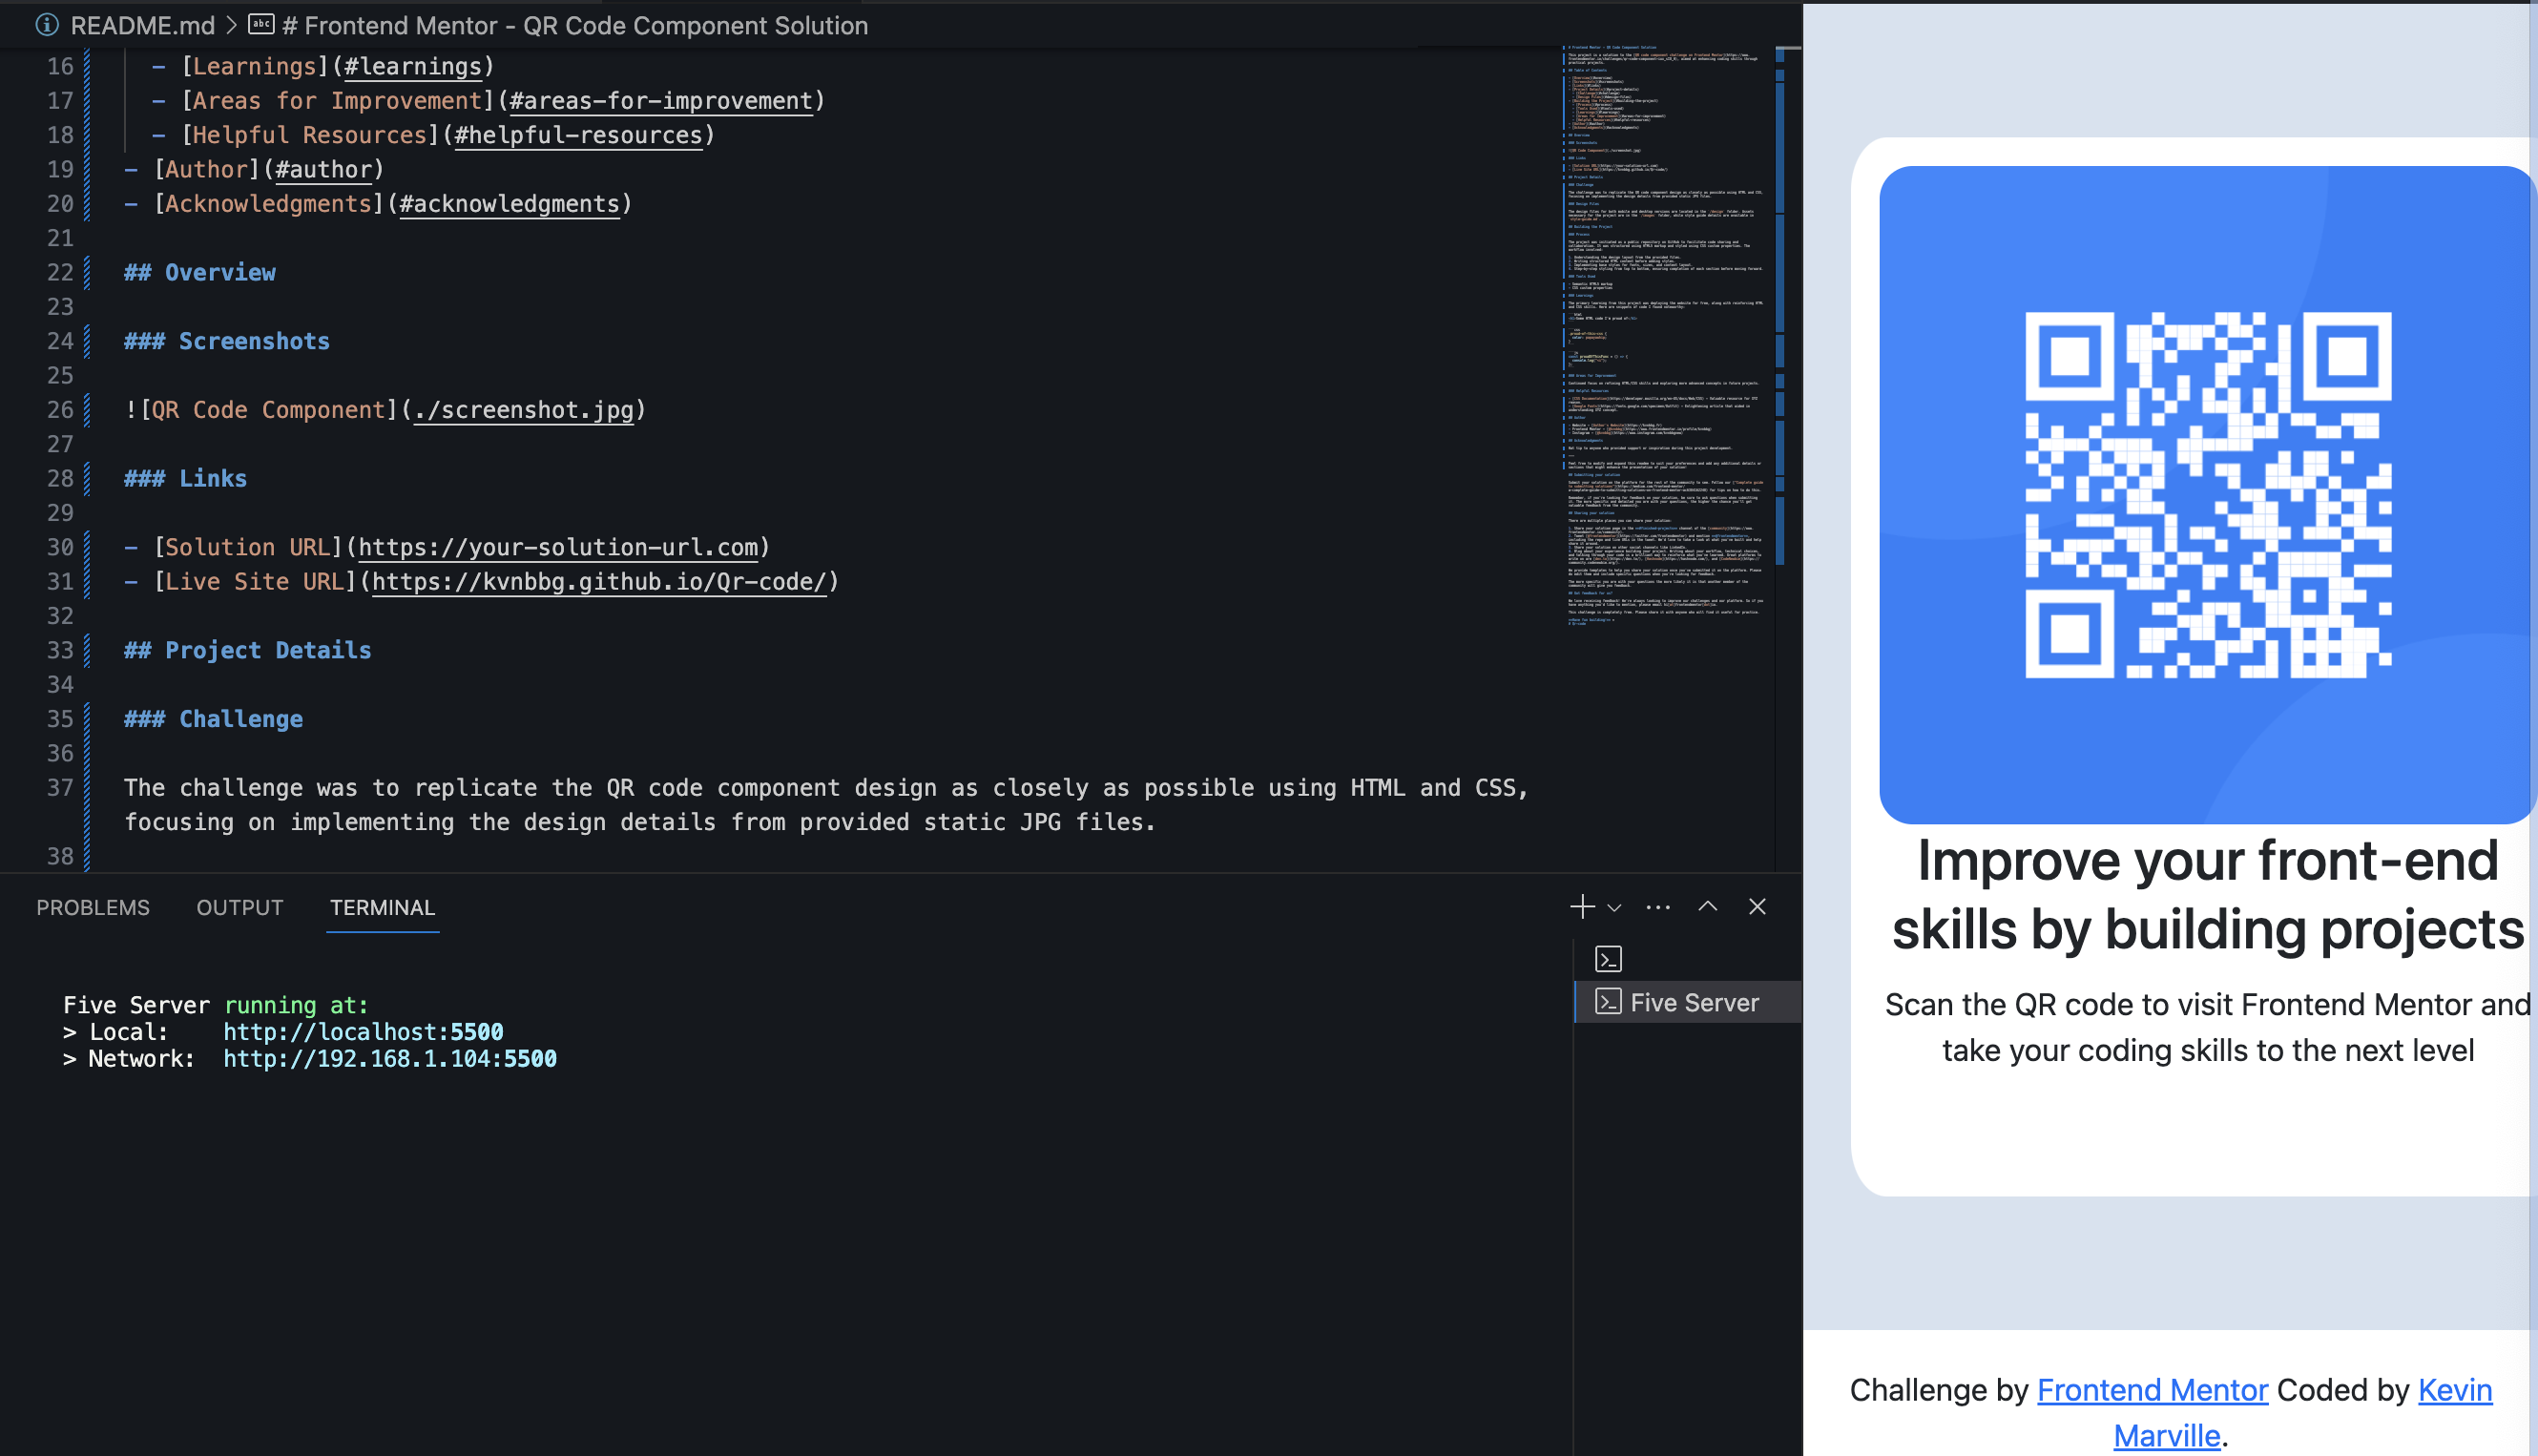 README.md > # Frontend Mentor - QR Code Component Solution
16 - [Learnings](#learnings)
17 - [Areas for Improvement](#areas-for-improvement)
18 - [Helpful Resources](#helpful-resources)
19 - [Author](#author)
20 - [Acknowledgments](#acknowledgments)
21
22 ## Overview
23
24 ### Screenshots
25
26 ![QR Code Component](./screenshot.jpg)
27
28 ### Links
29
30 - [Solution URL](https://your-solution-url.com)
31 - [Live Site URL](https://kvnbbg.github.io/Qr-code/)
32
33 ## Project Details
34
35 ### Challenge
36
37 The challenge was to replicate the QR code component design as closely as possible using HTML and CSS,
focusing on implementing the design details from provided static JPG files.
38
PROBLEMS OUTPUT TERMINAL
Five Server
Five Server running at:
> Local: http://localhost:5500
> Network: http://192.168.1.104:5500
Improve your front-end
skills by building projects
Scan the QR code to visit Frontend Mentor and
take your coding skills to the next level
Challenge by Frontend Mentor Coded by Kevin
Marville.